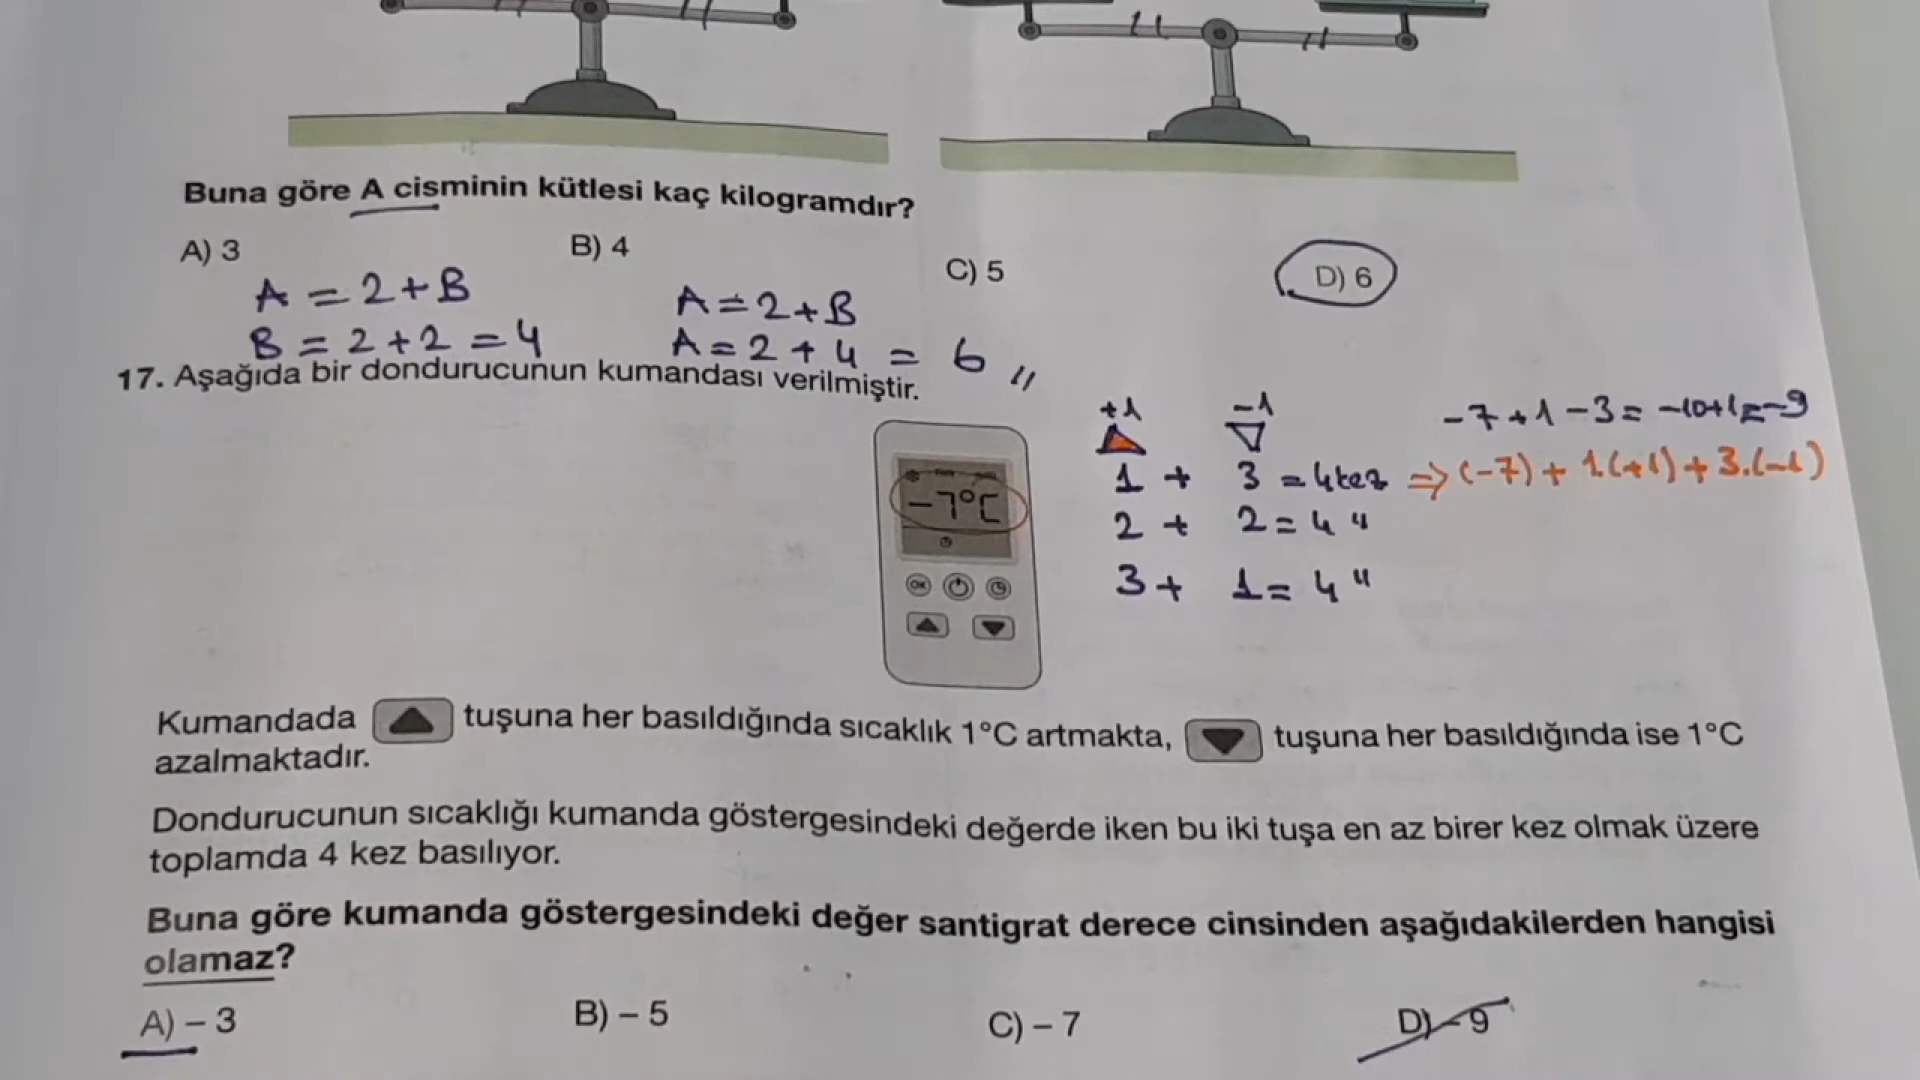 Buna göre A cisminin kütlesi kaç kilogramdır?
A) 3
B) 4
C) 5
D) 6
A = 2 + B
B = 2 + 2 = 4
A = 2 + B
A = 2 + 4 = 6 //
17. Aşağıda bir dondurucunun kumandası verilmiştir.
-7°C
OK
+1 -1
1 + 3 = 4 kez
2 + 2 = 4 "
3 + 1 = 4 "
-7 + 1 - 3 = -10 + 1 = -9
⇒ (-7) + 1(+1) + 3.(-1)
Kumandada ▲ tuşuna her basıldığında sıcaklık 1°C artmakta, ▼ tuşuna her basıldığında ise 1°C
azalmaktadır.
Dondurucunun sıcaklığı kumanda göstergesindeki değerde iken bu iki tuşa en az birer kez olmak üzere
toplamda 4 kez basılıyor.
Buna göre kumanda göstergesindeki değer santigrat derece cinsinden aşağıdakilerden hangisi
olamaz?
A) – 3
B) – 5
C) – 7
D) – 9